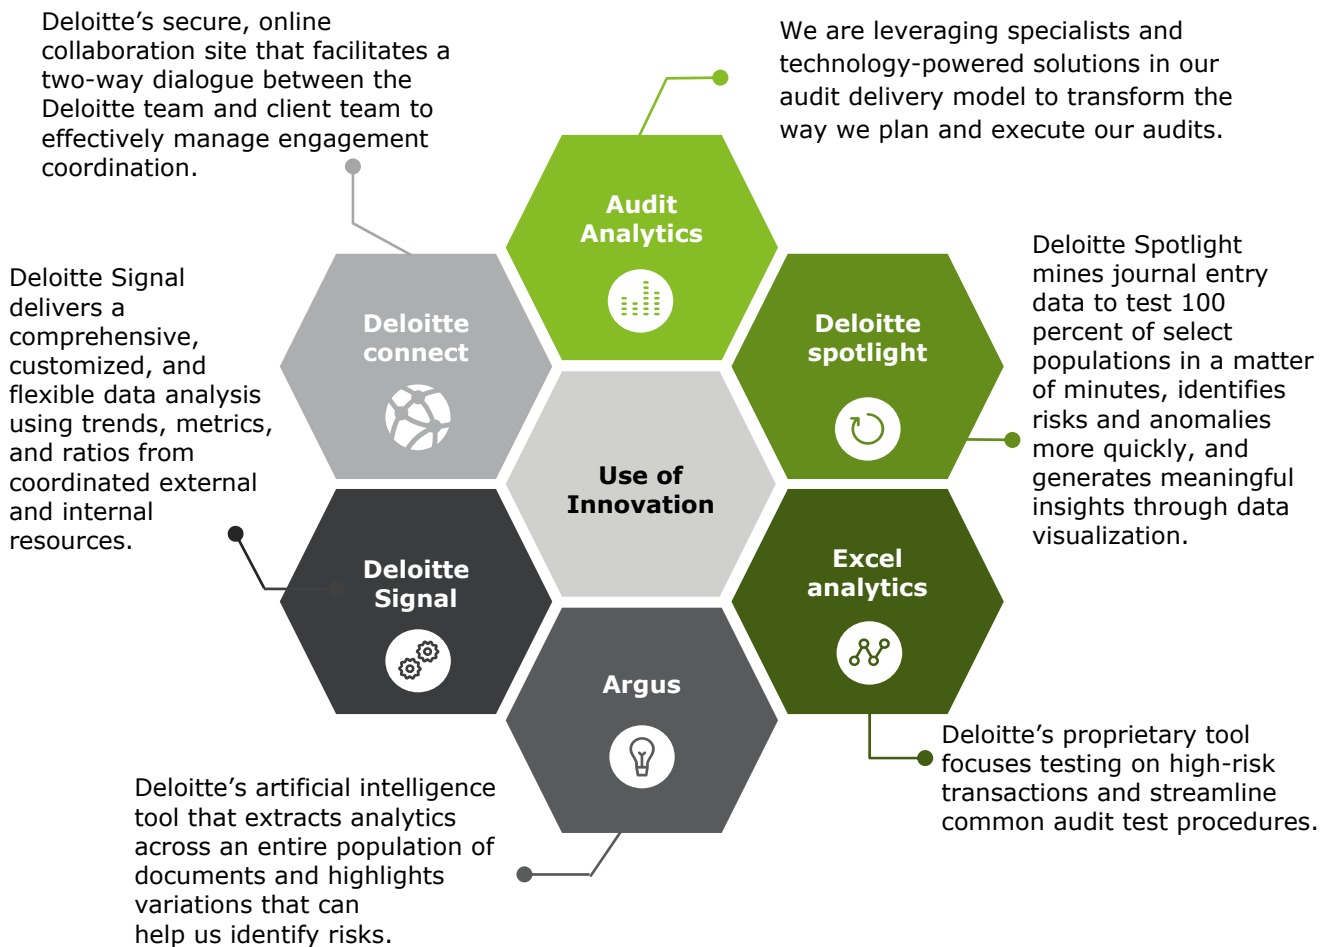 Deloitte’s secure, online
collaboration site that facilitates a
two-way dialogue between the
Deloitte team and client team to
effectively manage engagement
coordination.
We are leveraging specialists and
technology-powered solutions in our
audit delivery model to transform the
way we plan and execute our audits.
Audit
Analytics
Deloitte
connect
Deloitte
spotlight
Deloitte Signal
delivers a
comprehensive,
customized, and
flexible data analysis
using trends, metrics,
and ratios from
coordinated external
and internal
resources.
Deloitte Spotlight
mines journal entry
data to test 100
percent of select
populations in a matter
of minutes, identifies
risks and anomalies
more quickly, and
generates meaningful
insights through data
visualization.
Use of
Innovation
Deloitte
Signal
Excel
analytics
Argus
Deloitte’s proprietary tool
focuses testing on high-risk
transactions and streamline
common audit test procedures.
Deloitte’s artificial intelligence
tool that extracts analytics
across an entire population of
documents and highlights
variations that can
help us identify risks.